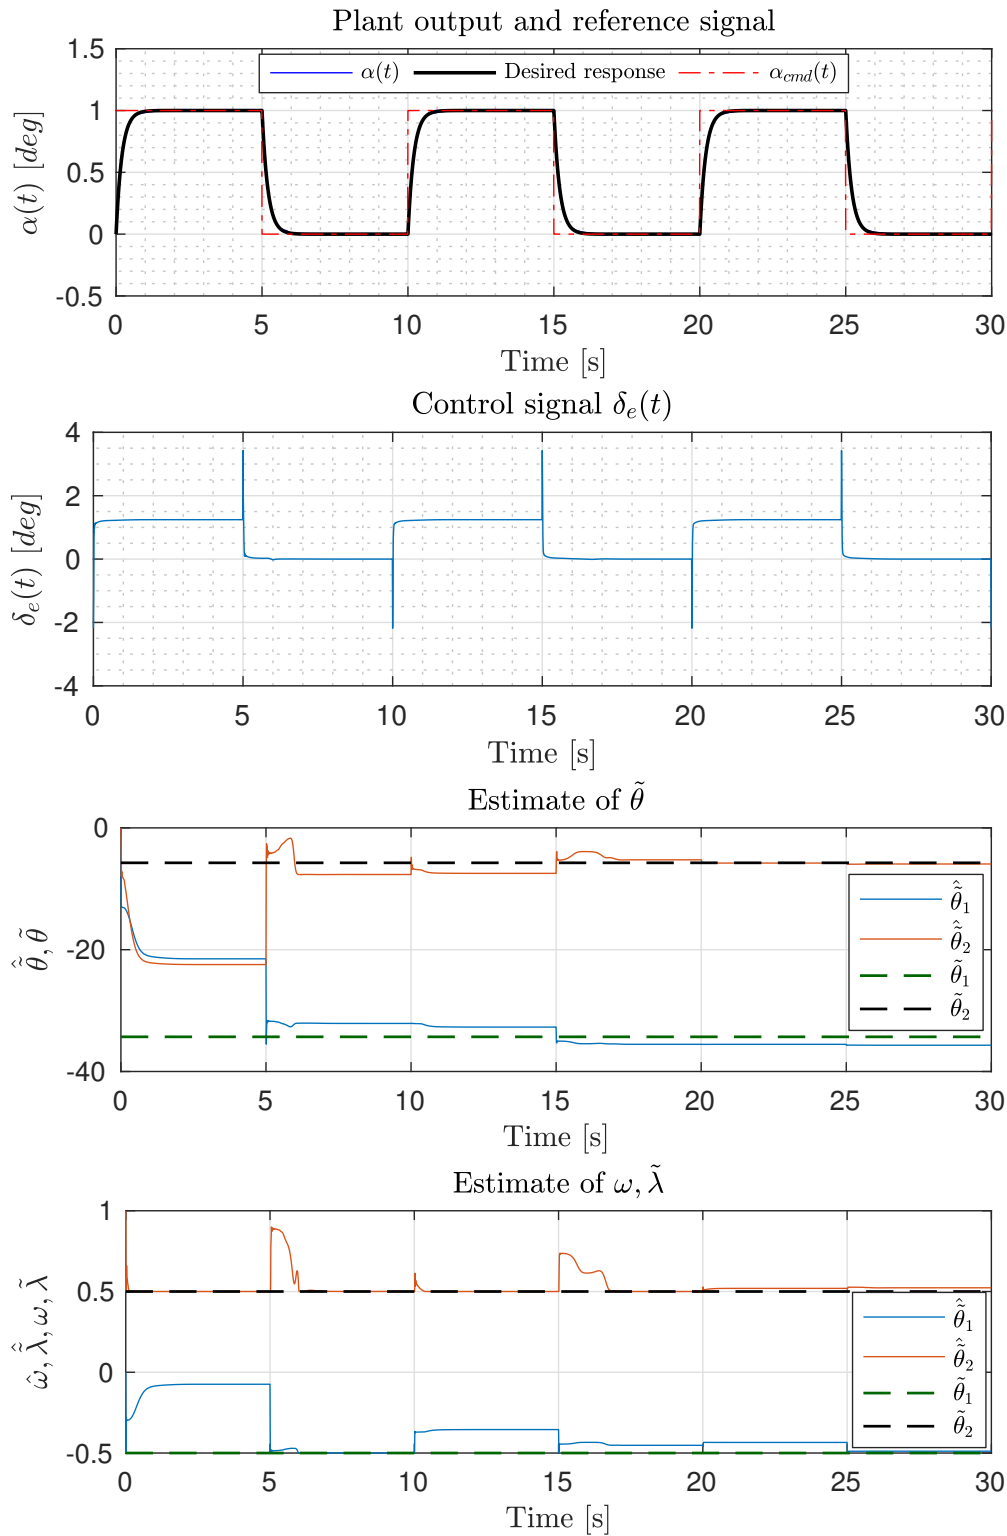 Plant output and reference signal
α(t) Desired response α_cmd(t)
1.5
1
0.5
0
-0.5
α(t) [deg]
0 5 10 15 20 25 30
Time [s]
Control signal δ_e(t)
4
2
0
-2
-4
δ_e(t) [deg]
0 5 10 15 20 25 30
Time [s]
Estimate of θ̃
0
-20
-40
θ̃̂, θ̃
θ̃̂_1
θ̃̂_2
θ̃_1
θ̃_2
0 5 10 15 20 25 30
Time [s]
Estimate of ω, λ̃
1
0.5
0
-0.5
ω̂, λ̃̂, ω, λ̃
θ̃̂_1
θ̃̂_2
θ̃_1
θ̃_2
0 5 10 15 20 25 30
Time [s]